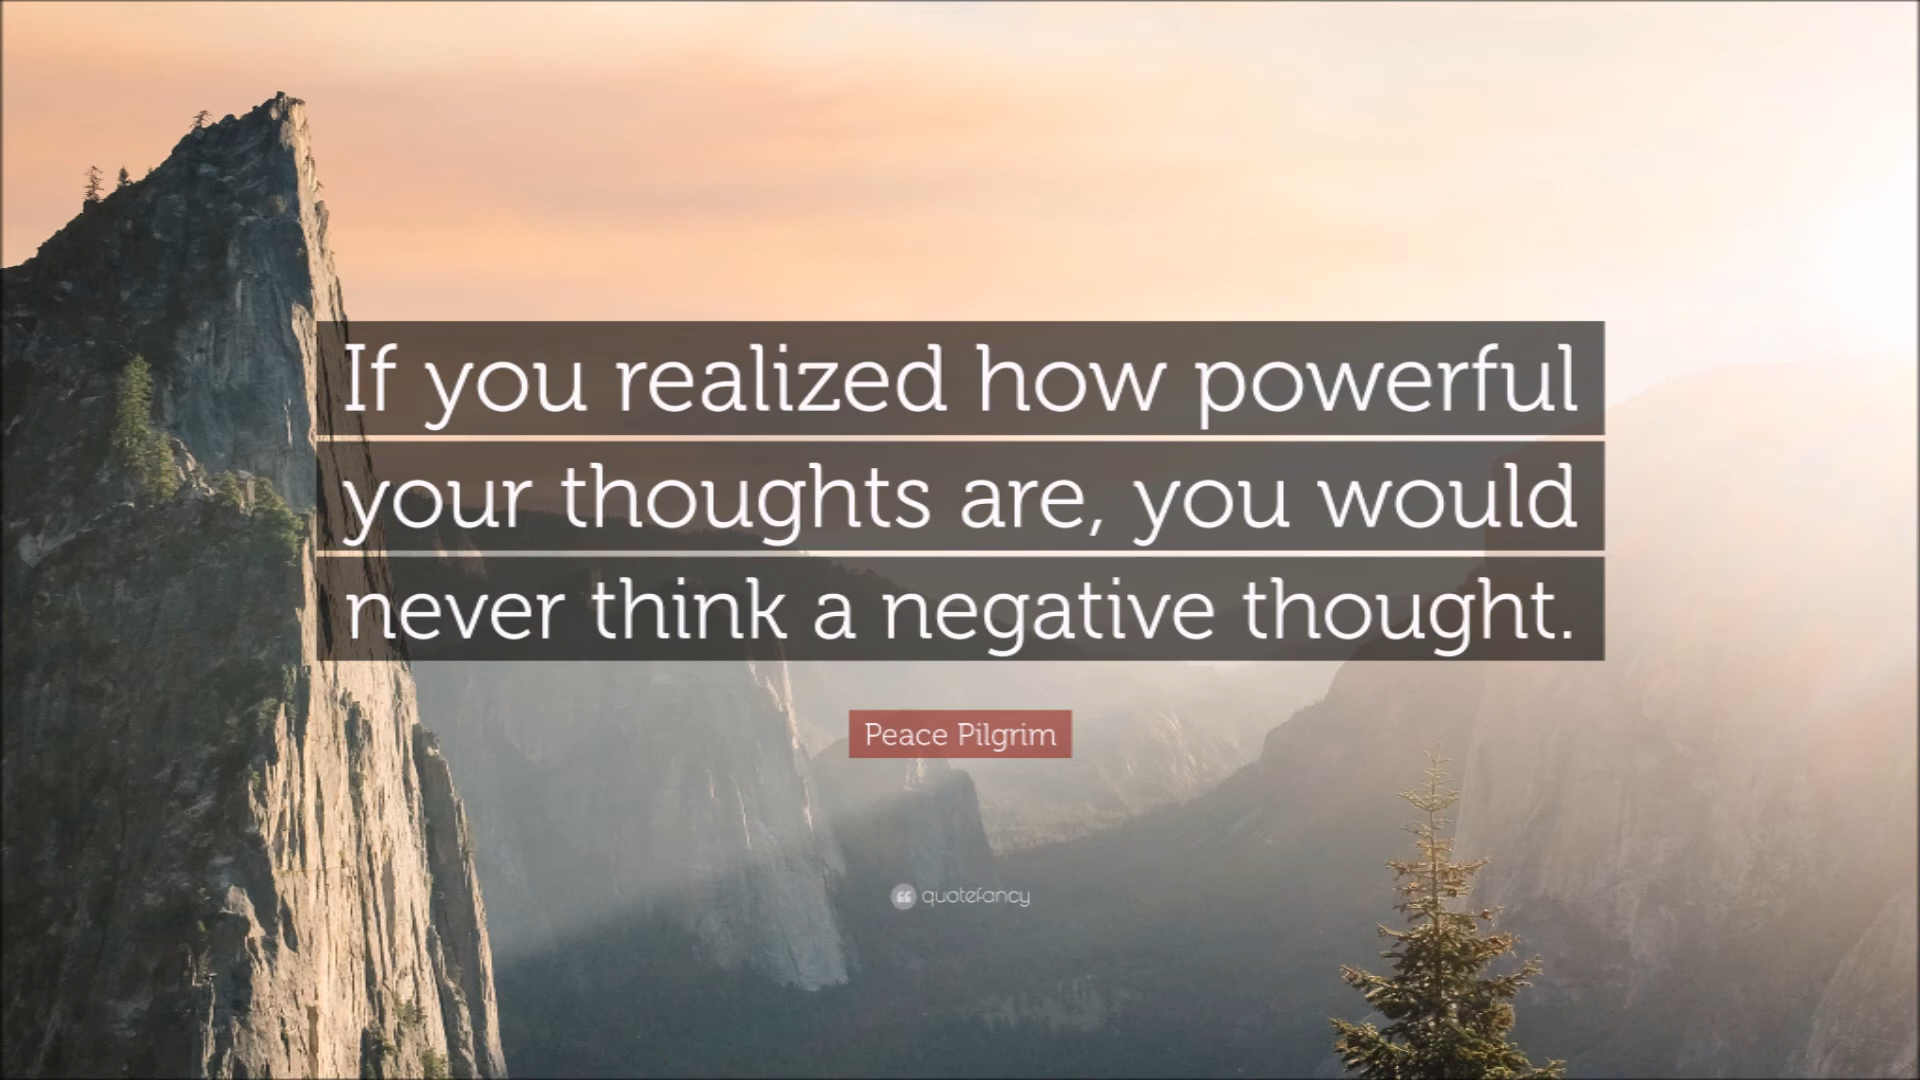 If you realized how powerful
your thoughts are, you would
never think a negative thought.
Peace Pilgrim
quotefancy